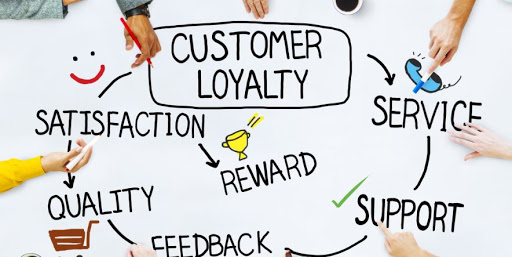 CUSTOMER
LOYALTY
SATISFACTION
SERVICE
REWARD
QUALITY
SUPPORT
FEEDBACK